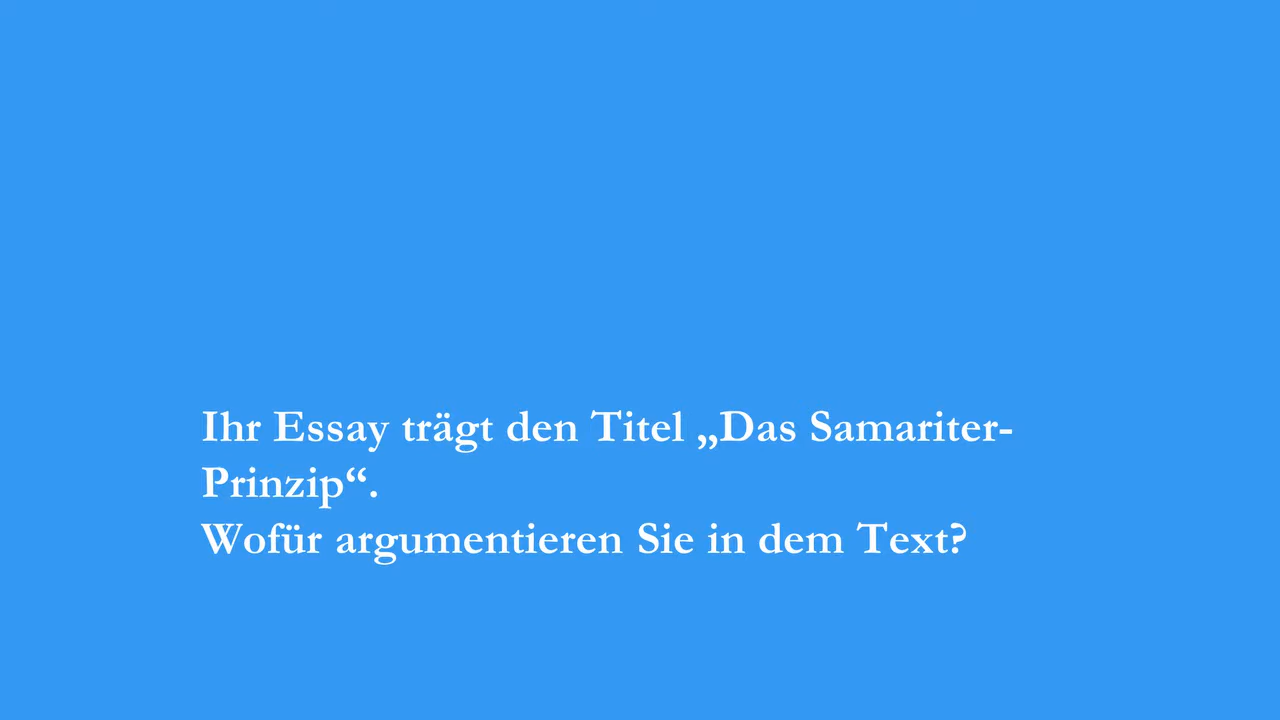 Ihr Essay trägt den Titel „Das Samariter-
Prinzip“.
Wofür argumentieren Sie in dem Text?